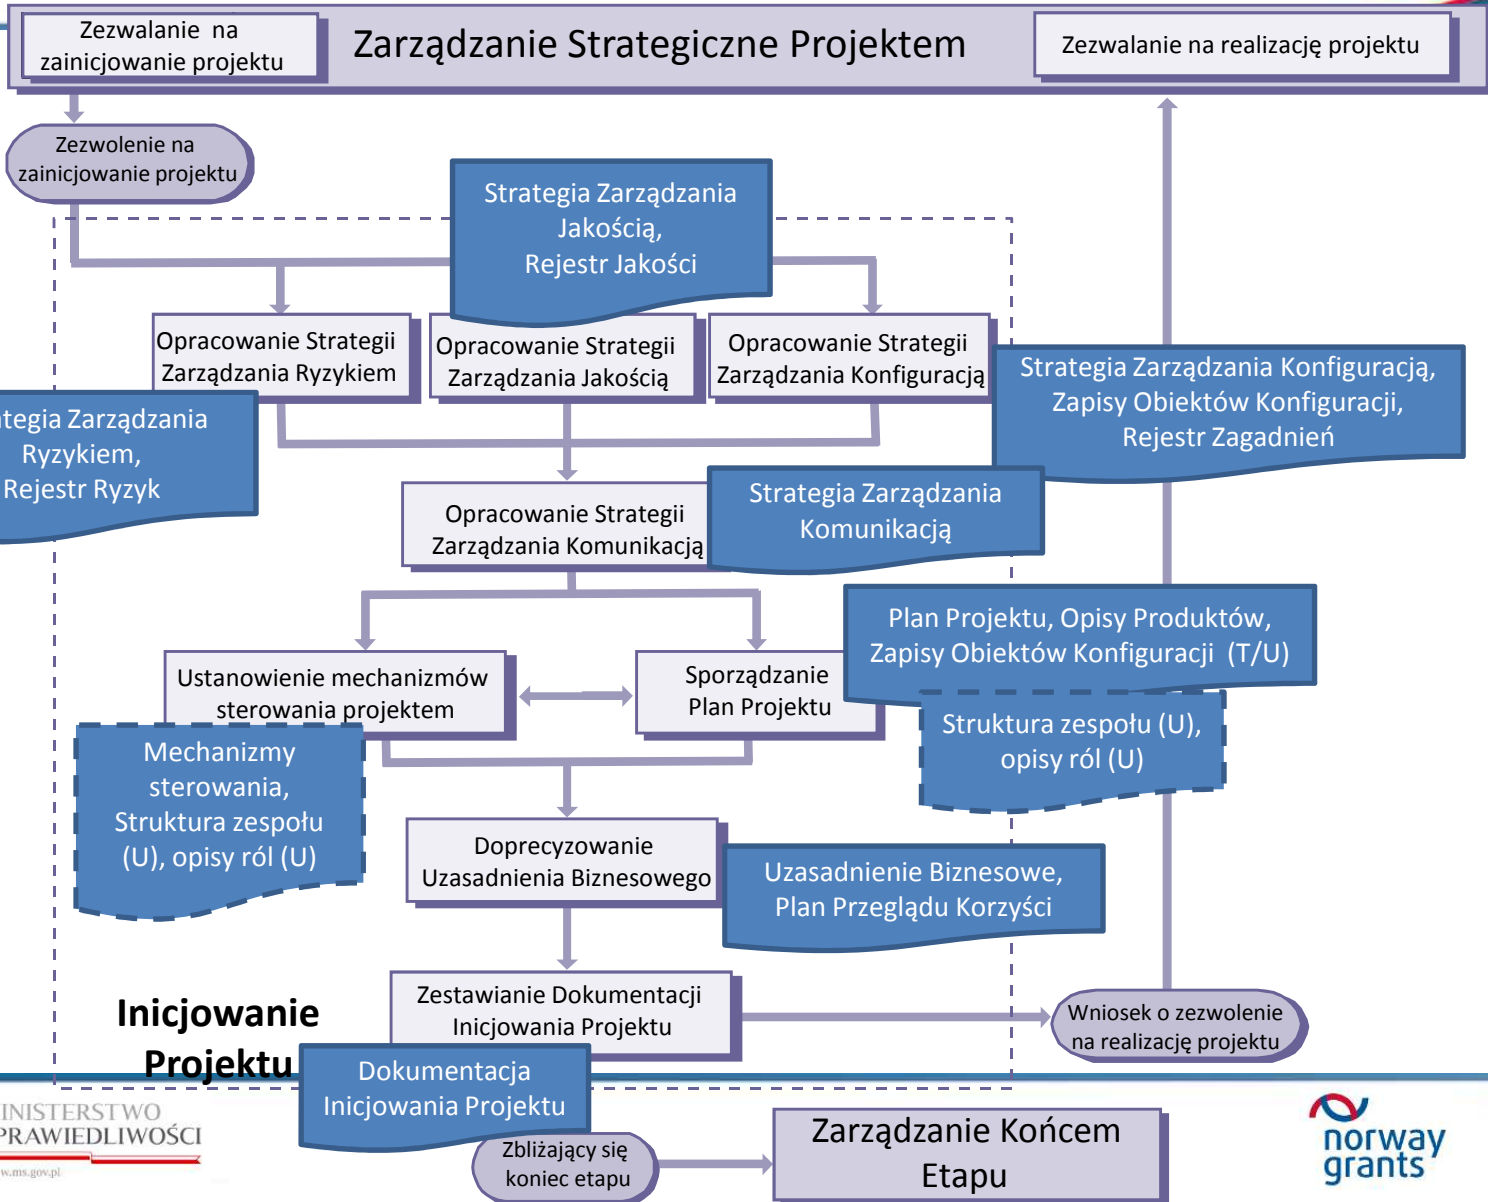 Zezwalanie na
zainicjowanie projektu
Zarządzanie Strategiczne Projektem
Zezwalanie na realizację projektu
Zezwolenie na
zainicjowanie projektu
Strategia Zarządzania
Jakością,
Rejestr Jakości
Opracowanie Strategii
Zarządzania Ryzykiem
Opracowanie Strategii
Zarządzania Jakością
Opracowanie Strategii
Zarządzania Konfiguracją
Strategia Zarządzania Konfiguracją,
Zapisy Obiektów Konfiguracji,
Rejestr Zagadnień
ategia Zarządzania
Ryzykiem,
Rejestr Ryzyk
Opracowanie Strategii
Zarządzania Komunikacją
Strategia Zarządzania
Komunikacją
Plan Projektu, Opisy Produktów,
Zapisy Obiektów Konfiguracji (T/U)
Ustanowienie mechanizmów
sterowania projektem
Sporządzanie
Plan Projektu
Struktura zespołu (U),
opisy ról (U)
Mechanizmy
sterowania,
Struktura zespołu
(U), opisy ról (U)
Doprecyzowanie
Uzasadnienia Biznesowego
Uzasadnienie Biznesowe,
Plan Przeglądu Korzyści
Zestawianie Dokumentacji
Inicjowania Projektu
Wniosek o zezwolenie
na realizację projektu
Inicjowanie
Projektu
Dokumentacja
Inicjowania Projektu
Zbliżający się
koniec etapu
Zarządzanie Końcem
Etapu
INISTERSTWO
PRAWIEDLIWOŚCI
w.ms.gov.pl
norway
grants